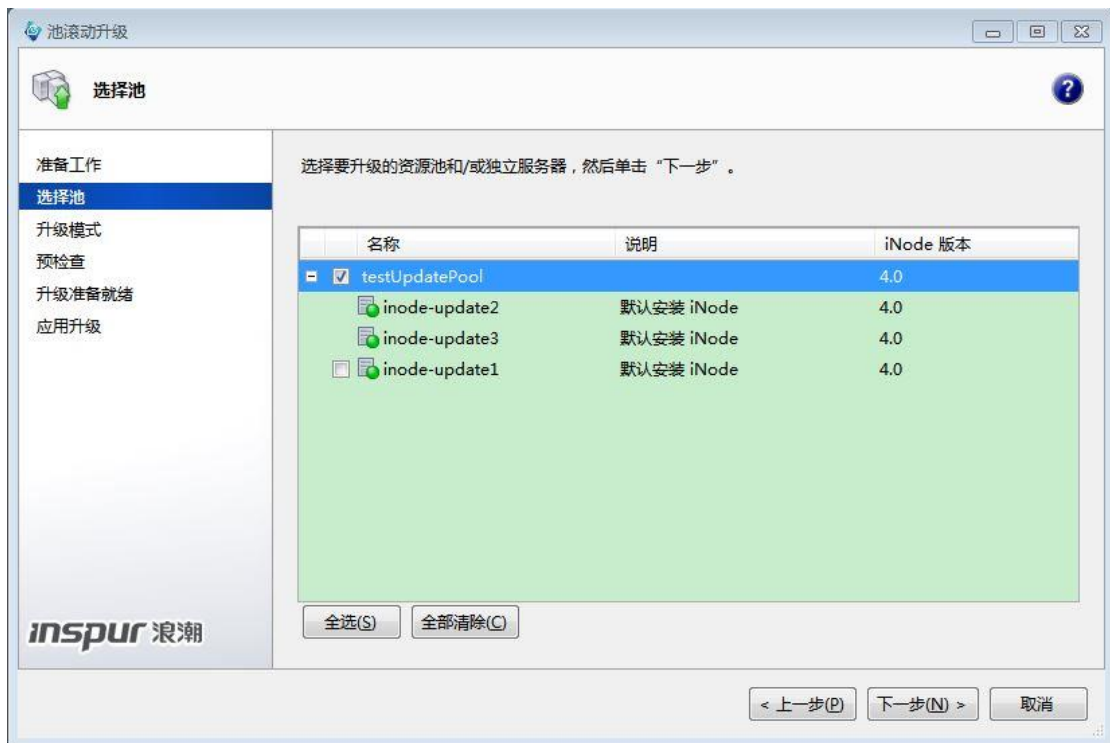 池滚动升级
选择池
?
准备工作
选择池
升级模式
预检查
升级准备就绪
应用升级
选择要升级的资源池和/或独立服务器，然后单击“下一步”。
名称 说明 iNode 版本
testUpdatePool 4.0
inode-update2 默认安装 iNode 4.0
inode-update3 默认安装 iNode 4.0
inode-update1 默认安装 iNode 4.0
全选(S) 全部清除(C)
inspur 浪潮
< 上一步(P) 下一步(N) > 取消